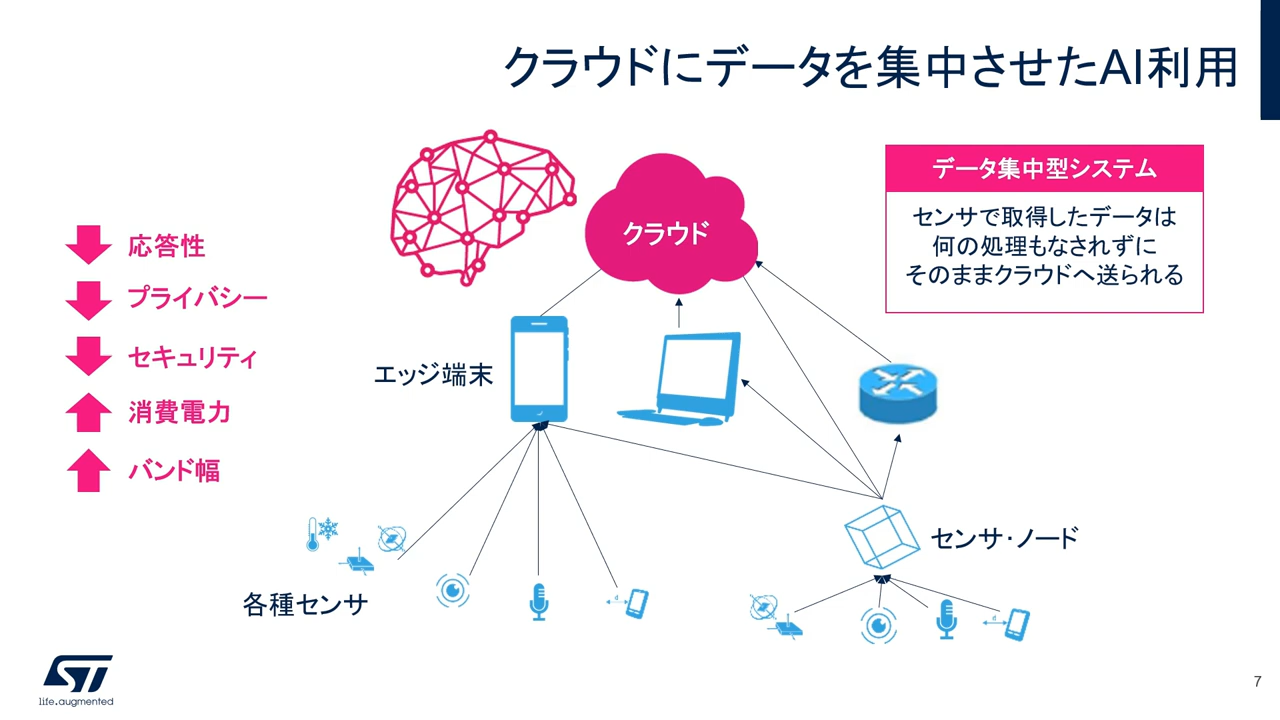 クラウドにデータを集中させたAI利用
クラウド
データ集中型システム
センサで取得したデータは
何の処理もなされずに
そのままクラウドへ送られる
応答性
プライバシー
セキュリティ
消費電力
バンド幅
エッジ端末
センサ・ノード
各種センサ
d
d
ST
life.augmented
7